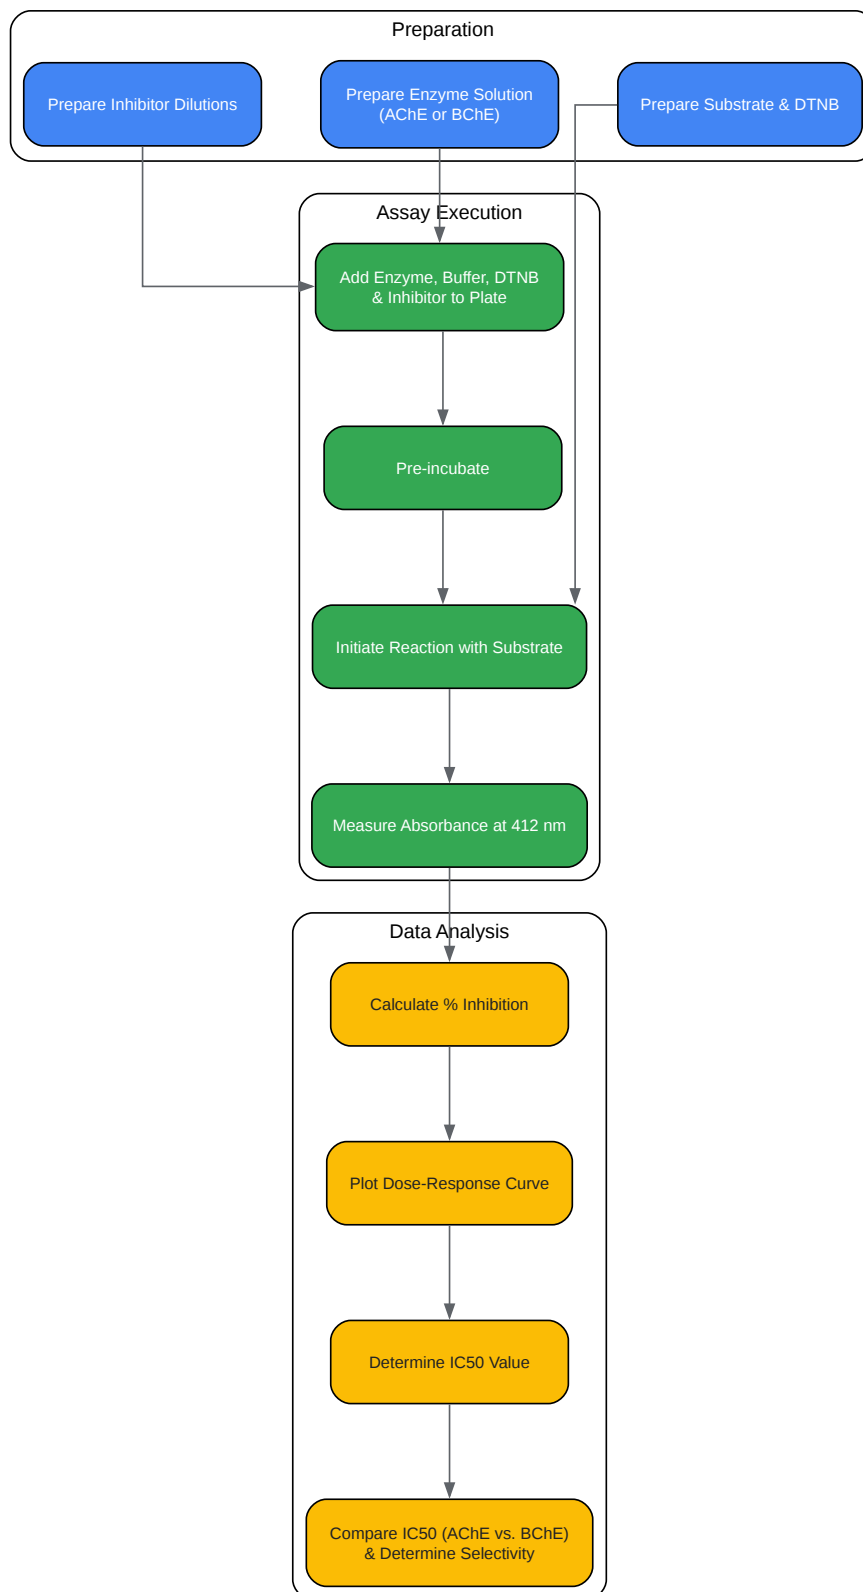 Preparation
Prepare Inhibitor Dilutions
Prepare Enzyme Solution
(AChE or BChE)
Prepare Substrate & DTNB
Assay Execution
Add Enzyme, Buffer, DTNB
& Inhibitor to Plate
Pre-incubate
Initiate Reaction with Substrate
Measure Absorbance at 412 nm
Data Analysis
Calculate % Inhibition
Plot Dose-Response Curve
Determine IC50 Value
Compare IC50 (AChE vs. BChE)
& Determine Selectivity